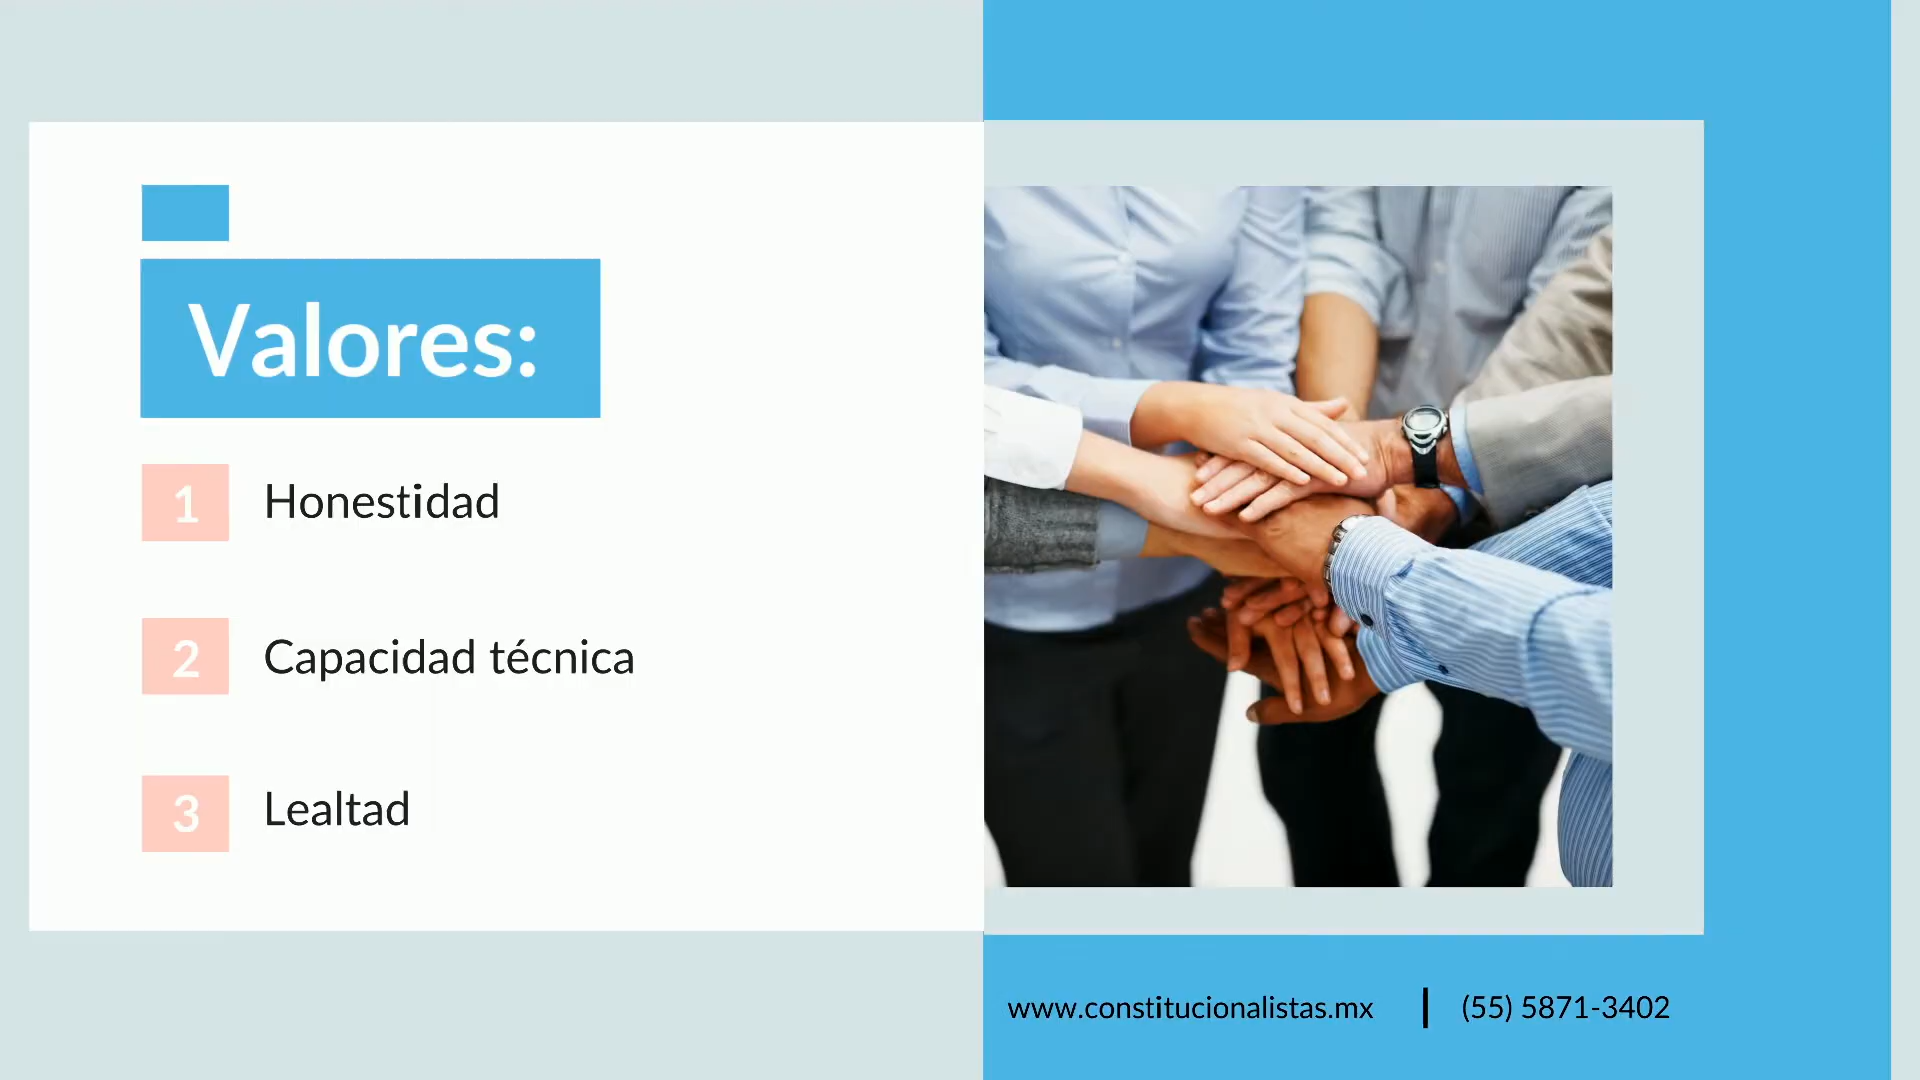 Valores:
1 Honestidad
2 Capacidad técnica
3 Lealtad
www.constitucionalistas.mx | (55) 5871-3402